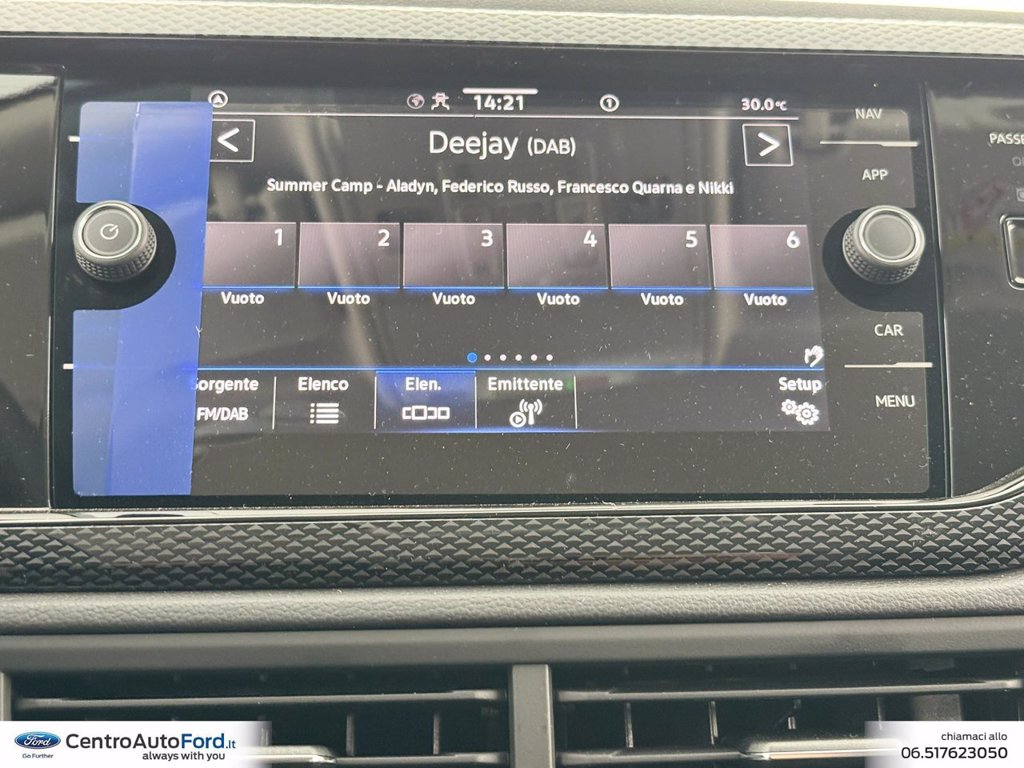 14:21
30.0°C
NAV
Deejay (DAB)
APP
Summer Camp - Aladyn, Federico Russo, Francesco Quarna e Nikki
1 2 3 4 5 6
Vuoto Vuoto Vuoto Vuoto Vuoto Vuoto
CAR
orgente Elenco Elen. Emittente Setup
FM/DAB
MENU
PASSE
Ford
Go Further
CentroAutoFord.it
always with you
chiamaci allo
06.517623050